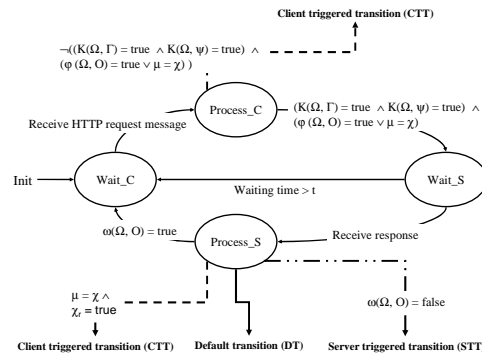 Client triggered transition (CTT)
¬((K(Ω, Γ) = true ∧ K(Ω, ψ) = true) ∧
(φ (Ω, O) = true ∨ μ = χ) )
Process_C
(K(Ω, Γ) = true ∧ K(Ω, ψ) = true) ∧
(φ (Ω, O) = true ∨ μ = χ)
Receive HTTP request message
Init
Wait_C
Wait_S
Waiting time > t
ω(Ω, O) = true
Process_S
Receive response
μ = χ ∧
χr = true
ω(Ω, O) = false
Client triggered transition (CTT)
Default transition (DT)
Server triggered transition (STT